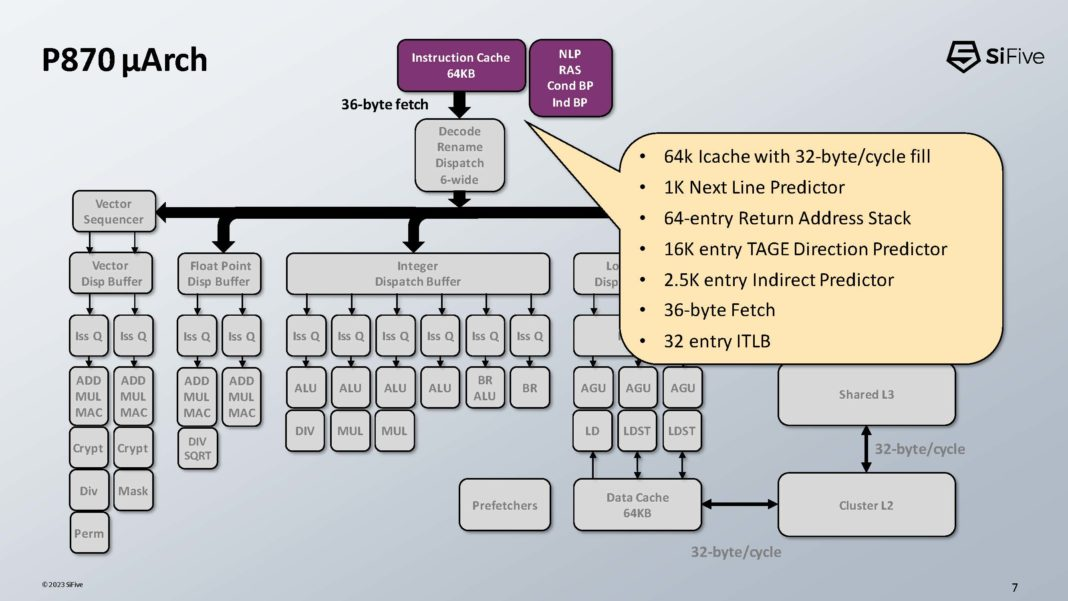 P870 µArch
SiFive
Instruction Cache
64KB
NLP
RAS
Cond BP
Ind BP
36-byte fetch
Decode
Rename
Dispatch
6-wide
• 64k Icache with 32-byte/cycle fill
• 1K Next Line Predictor
• 64-entry Return Address Stack
• 16K entry TAGE Direction Predictor
• 2.5K entry Indirect Predictor
• 36-byte Fetch
• 32 entry ITLB
Vector
Sequencer
Vector
Disp Buffer
Float Point
Disp Buffer
Integer
Dispatch Buffer
Iss Q
Iss Q
Iss Q
Iss Q
Iss Q
Iss Q
Iss Q
Iss Q
Iss Q
Iss Q
ADD
MUL
MAC
ADD
MUL
MAC
ADD
MUL
MAC
ADD
MUL
MAC
ALU
ALU
ALU
ALU
BR
ALU
BR
AGU
AGU
AGU
Shared L3
Crypt
Crypt
DIV
SQRT
DIV
MUL
MUL
LD
LDST
LDST
32-byte/cycle
Div
Mask
Prefetchers
Data Cache
64KB
Cluster L2
Perm
32-byte/cycle
© 2023 SiFive
7